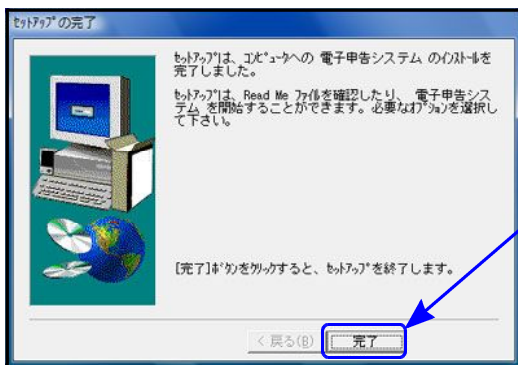 ｾｯﾄｱｯﾌﾟの完了
ｾｯﾄｱｯﾌﾟは、ｺﾝﾋﾟｭｰﾀへの 電子申告システム のｲﾝｽﾄｰﾙを
完了しました。
ｾｯﾄｱｯﾌﾟは、Read Me ﾌｧｲﾙを確認したり、 電子申告シス
テム を開始することができます。必要なｵﾌﾟｼｮﾝを選択し
て下さい。
[完了]ﾎﾞﾀﾝをｸﾘｯｸすると、ｾｯﾄｱｯﾌﾟを終了します。
< 戻る(B)
完了